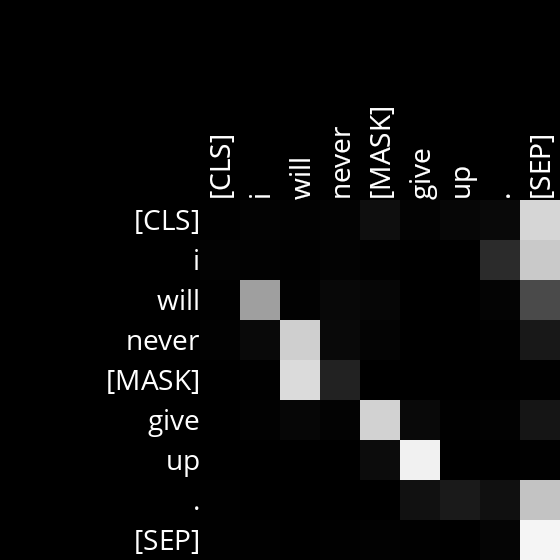 [CLS] i will never [MASK] give up . [SEP]
[CLS]
i
will
never
[MASK]
give
up
.
[SEP]